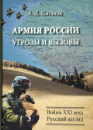 АРМИЯ РОССИИ
УГРОЗЫ И ВЫЗОВЫ
Войны XXI века
Русский взгляд